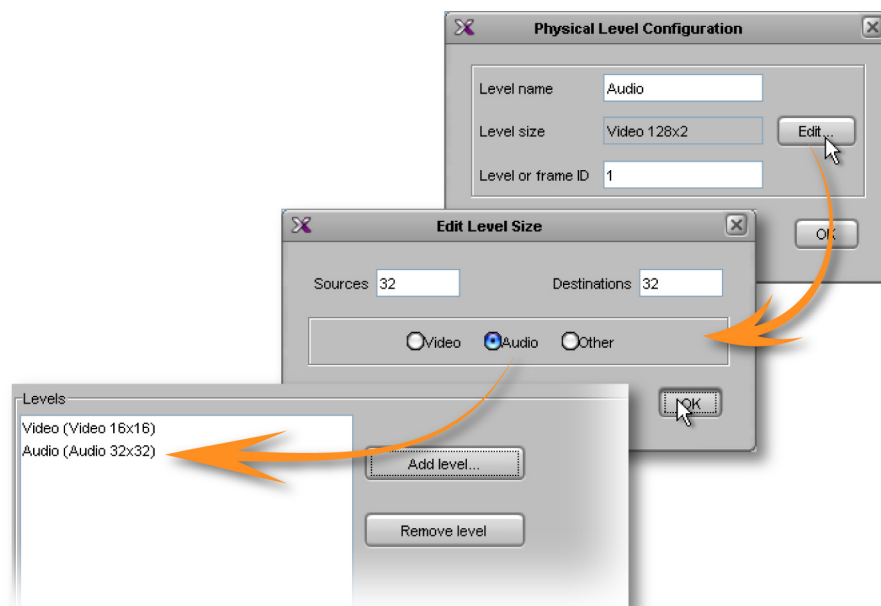 Physical Level Configuration
Level name Audio
Level size Video 128x2 Edit...
Level or frame ID 1
OK
Edit Level Size
Sources 32 Destinations 32
Video Audio Other
OK
Levels
Video (Video 16x16)
Audio (Audio 32x32)
Add level...
Remove level